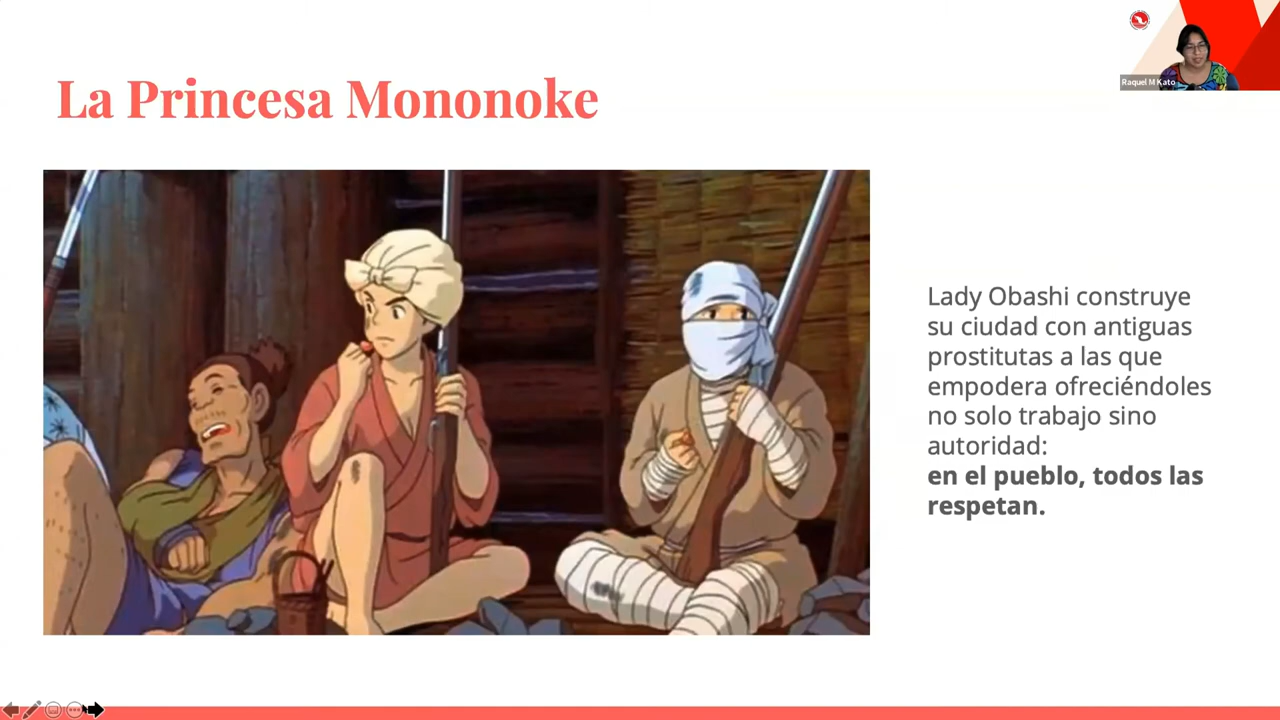 La Princesa Mononoke
Raquel M Kato
Lady Obashi construye
su ciudad con antiguas
prostitutas a las que
empodera ofreciéndoles
no solo trabajo sino
autoridad:
en el pueblo, todos las
respetan.